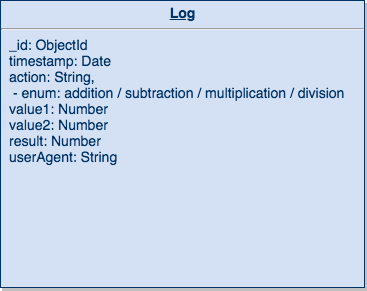 Log
_id: ObjectId
timestamp: Date
action: String,
- enum: addition / subtraction / multiplication / division
value1: Number
value2: Number
result: Number
userAgent: String